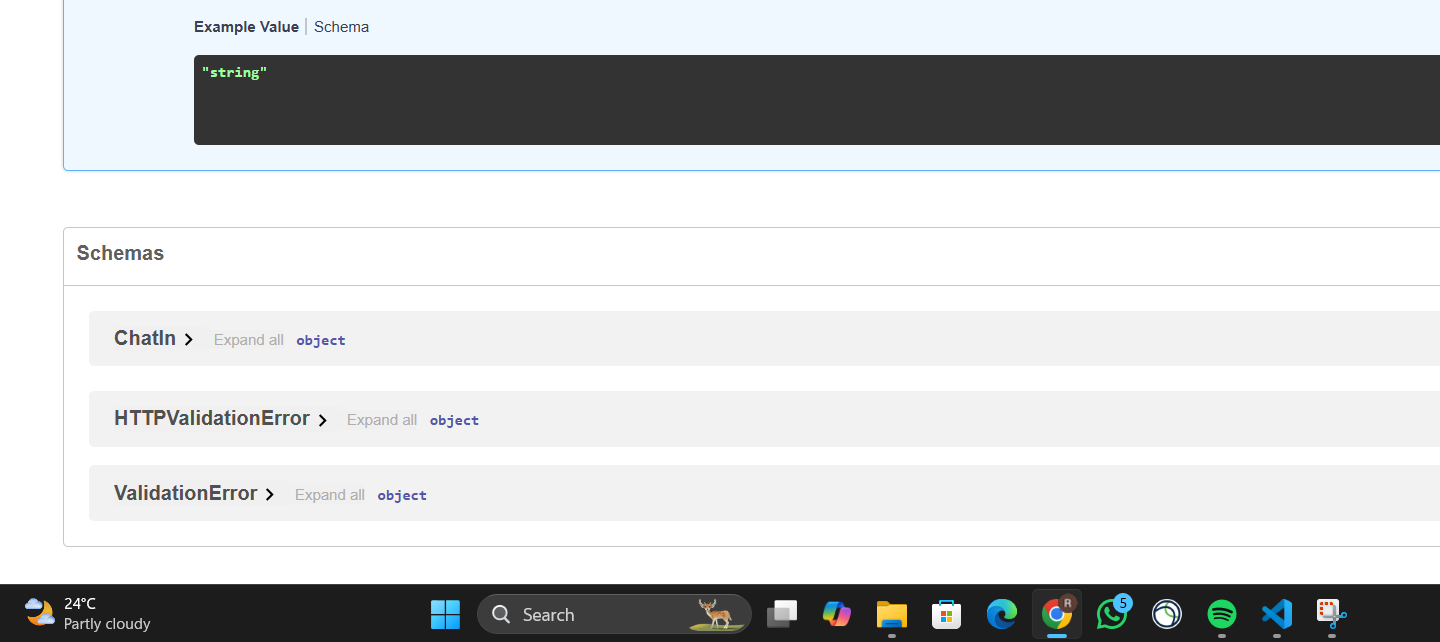 Example Value | Schema
"string"
Schemas
ChatIn > Expand all object
HTTPValidationError > Expand all object
ValidationError > Expand all object
24°C
Partly cloudy
Search
R
5